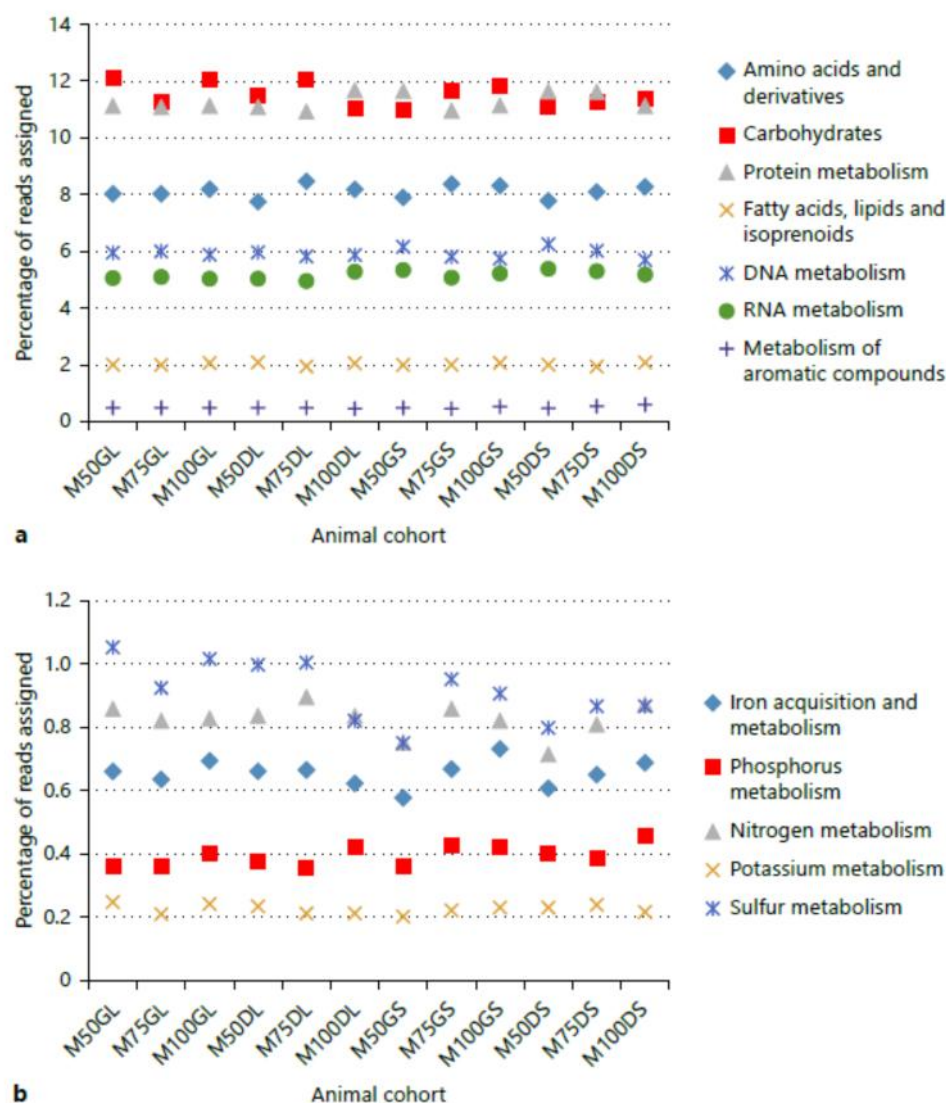 14
12
10
8
6
4
2
0
Percentage of reads assigned
M50GL
M75GL
M100GL
M50DL
M75DL
M100DL
M50GS
M75GS
M100GS
M50DS
M75DS
M100DS
a
Animal cohort
Amino acids and
derivatives
Carbohydrates
Protein metabolism
Fatty acids, lipids and
isoprenoids
DNA metabolism
RNA metabolism
Metabolism of
aromatic compounds
1.2
1.0
0.8
0.6
0.4
0.2
0
Percentage of reads assigned
M50GL
M75GL
M100GL
M50DL
M75DL
M100DL
M50GS
M75GS
M100GS
M50DS
M75DS
M100DS
b
Animal cohort
Iron acquisition and
metabolism
Phosphorus
metabolism
Nitrogen metabolism
Potassium metabolism
Sulfur metabolism